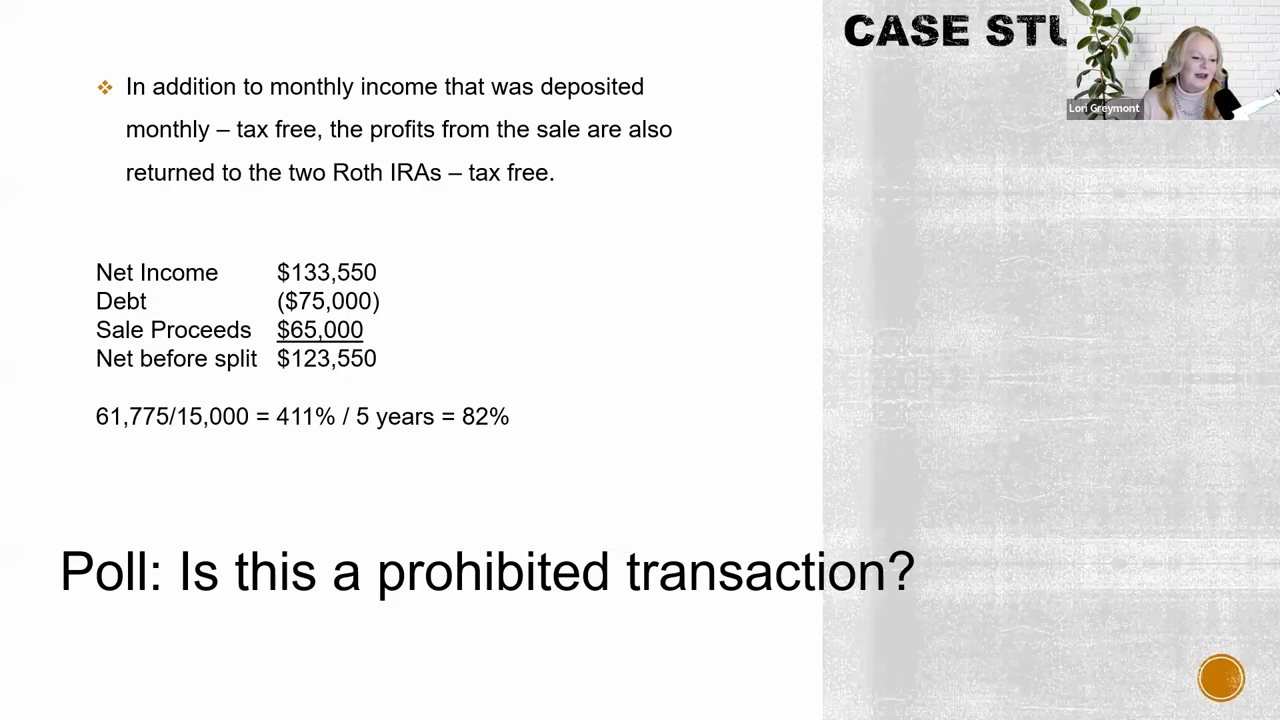 CASE STU
Lori Greymont
In addition to monthly income that was deposited
monthly – tax free, the profits from the sale are also
returned to the two Roth IRAs – tax free.
Net Income $133,550
Debt ($75,000)
Sale Proceeds $65,000
Net before split $123,550
61,775/15,000 = 411% / 5 years = 82%
Poll: Is this a prohibited transaction?